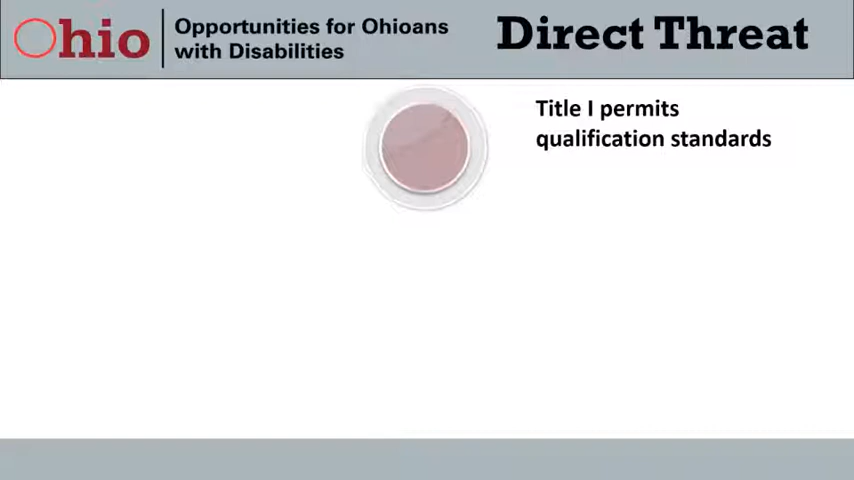 Ohio
Opportunities for Ohioans
with Disabilities
Direct Threat
Title I permits
qualification standards